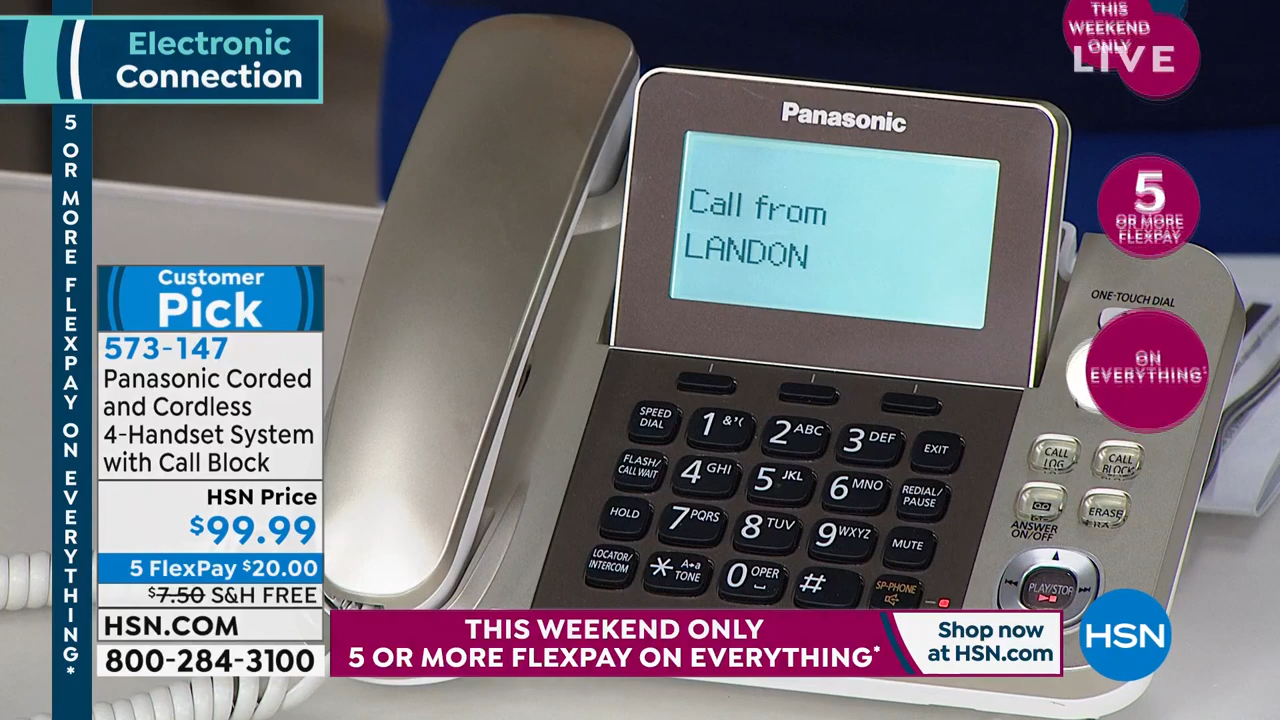 Electronic
Connection
5 OR MORE FLEXPAY ON EVERYTHING*
Customer
Pick
573-147
Panasonic Corded
and Cordless
4-Handset System
with Call Block
HSN Price
$99.99
5 FlexPay $20.00
$7.50 S&H FREE
HSN.COM
800-284-3100
Panasonic
Call from
LANDON
THIS
WEEKEND
ONLY
LIVE
5
OR MORE
FLEXPAY
ONE-TOUCH DIAL
ON
EVERYTHING*
SPEED
DIAL
1 &'(
2 ABC
3 DEF
EXIT
FLASH/
CALL WAIT
4 GHI
5 JKL
6 MNO
REDIAL/
PAUSE
HOLD
7 PQRS
8 TUV
9 WXYZ
MUTE
LOCATOR/
INTERCOM
* A→a
TONE
0 OPER
#
SP-PHONE
CALL
LOG
CALL
BLOCK
ERASE
ANSWER
ON/OFF
PLAY/STOP
THIS WEEKEND ONLY
5 OR MORE FLEXPAY ON EVERYTHING*
Shop now
at HSN.com
HSN